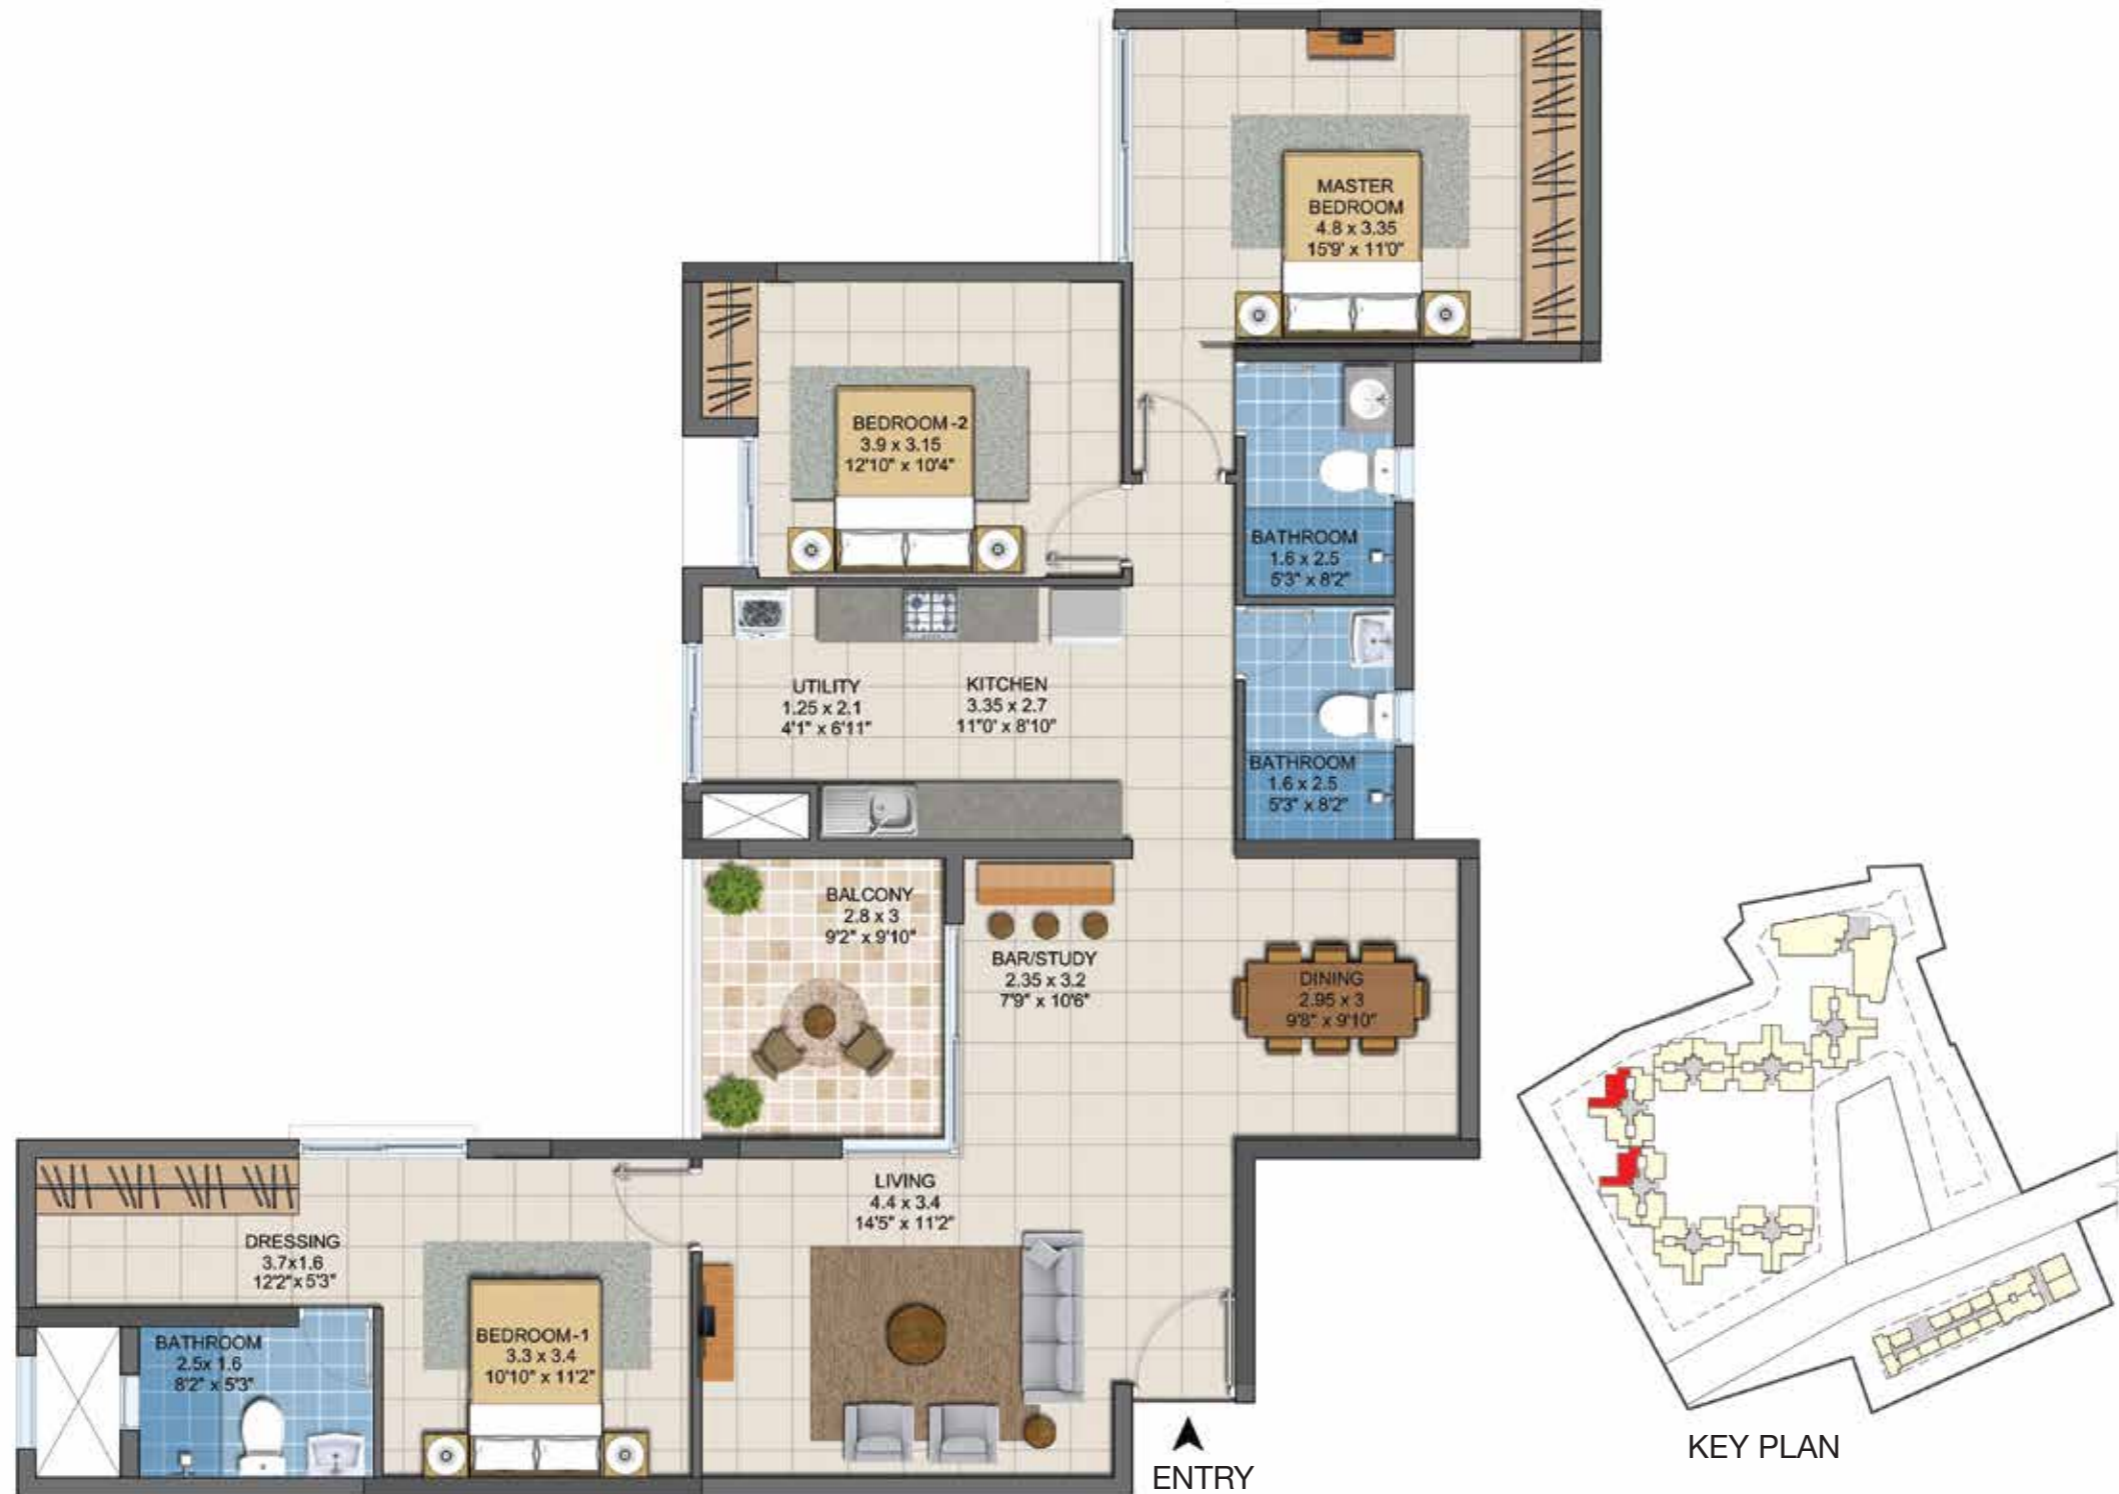 MASTER
BEDROOM
4.8 x 3.35
15'9' x 11'0"
BEDROOM-2
3.9 x 3.15
12'10" x 10'4"
BATHROOM
1.6 x 2.5
5'3" x 8'2"
UTILITY
1.25 x 2.1
4'1" x 6'11"
KITCHEN
3.35 x 2.7
11"0' x 8'10"
BATHROOM
1.6 x 2.5
5'3" x 8'2"
BALCONY
2.8 x 3
9'2" x 9'10"
BAR/STUDY
2.35 x 3.2
7'9" x 10'6"
DINING
2.95 x 3
9'8" x 9'10"
LIVING
4.4 x 3.4
14'5" x 11'2"
DRESSING
3.7x1.6
12'2"x 5'3"
BATHROOM
2.5x 1.6
8'2" x 5'3"
BEDROOM-1
3.3 x 3.4
10'10" x 11'2"
ENTRY
KEY PLAN